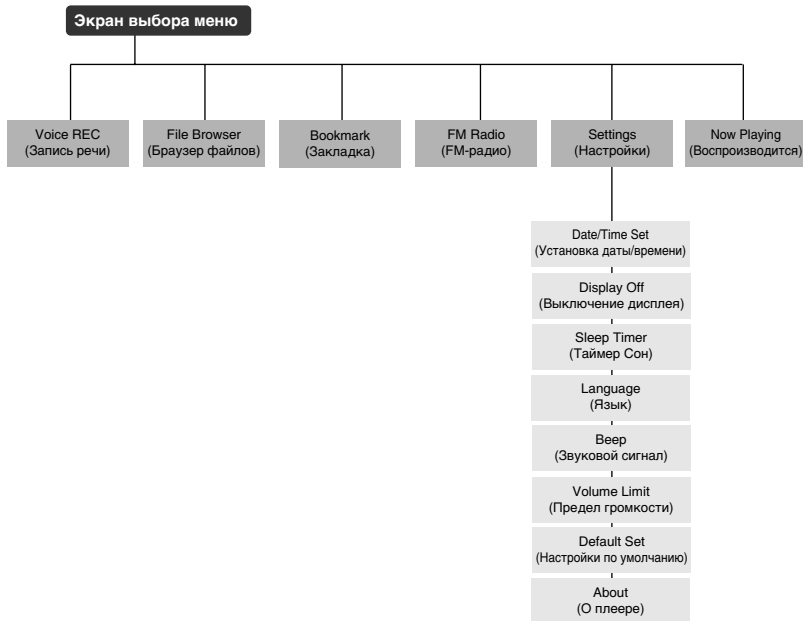 Экран выбора меню
Voice REC
(Запись речи)
File Browser
(Браузер файлов)
Bookmark
(Закладка)
FM Radio
(FM-радио)
Settings
(Настройки)
Now Playing
(Воспроизводится)
Date/Time Set
(Установка даты/времени)
Display Off
(Выключение дисплея)
Sleep Timer
(Таймер Сон)
Language
(Язык)
Beep
(Звуковой сигнал)
Volume Limit
(Предел громкости)
Default Set
(Настройки по умолчанию)
About
(О плеере)